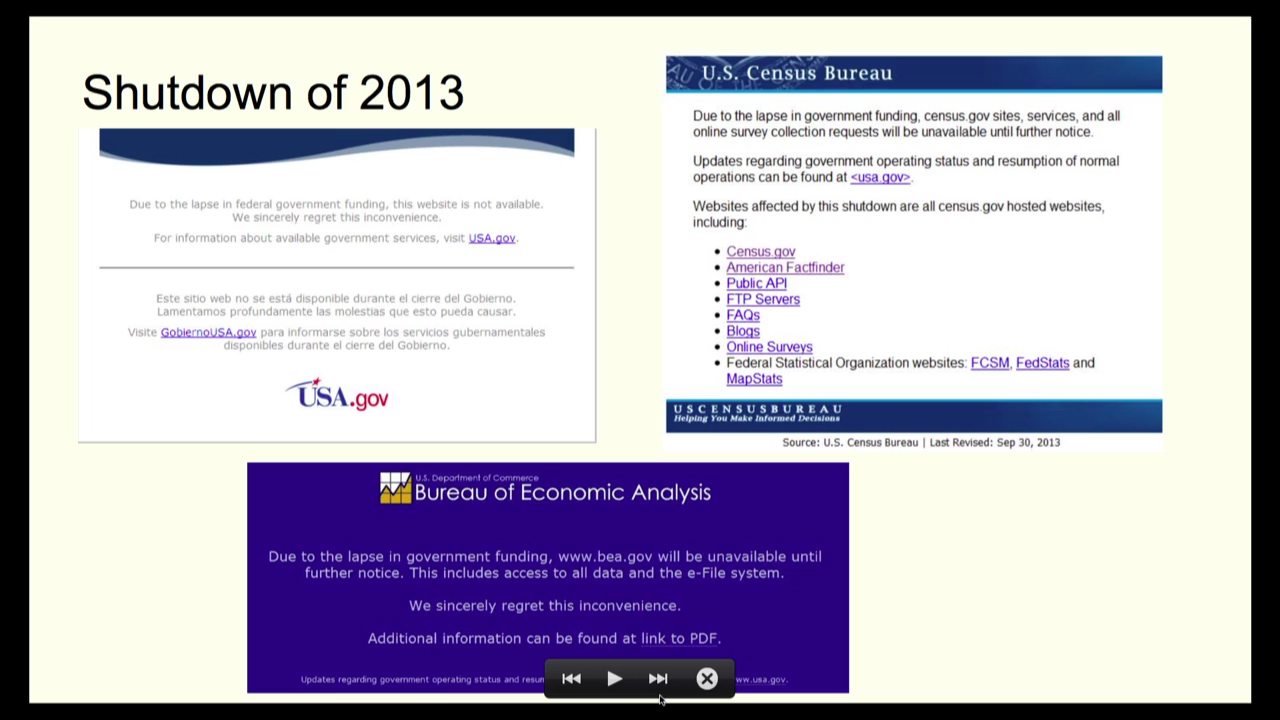 Shutdown of 2013
Due to the lapse in federal government funding, this website is not available.
We sincerely regret this inconvenience.
For information about available government services, visit USA.gov.
Este sitio web no se está disponible durante el cierre del Gobierno.
Lamentamos profundamente las molestias que esto pueda causar.
Visite GobiernoUSA.gov para informarse sobre los servicios gubernamentales
disponibles durante el cierre del Gobierno.
USA.gov
U.S. Census Bureau
Due to the lapse in government funding, census.gov sites, services, and all
online survey collection requests will be unavailable until further notice.
Updates regarding government operating status and resumption of normal
operations can be found at <usa.gov>.
Websites affected by this shutdown are all census.gov hosted websites,
including:
• Census.gov
• American Factfinder
• Public API
• FTP Servers
• FAQs
• Blogs
• Online Surveys
• Federal Statistical Organization websites: FCSM, FedStats and
MapStats
USCENSUSBUREAU
Helping You Make Informed Decisions
Source: U.S. Census Bureau | Last Revised: Sep 30, 2013
U.S. Department of Commerce
Bureau of Economic Analysis
Due to the lapse in government funding, www.bea.gov will be unavailable until
further notice. This includes access to all data and the e-File system.
We sincerely regret this inconvenience.
Additional information can be found at link to PDF.
Updates regarding government operating status and ww.usa.gov.